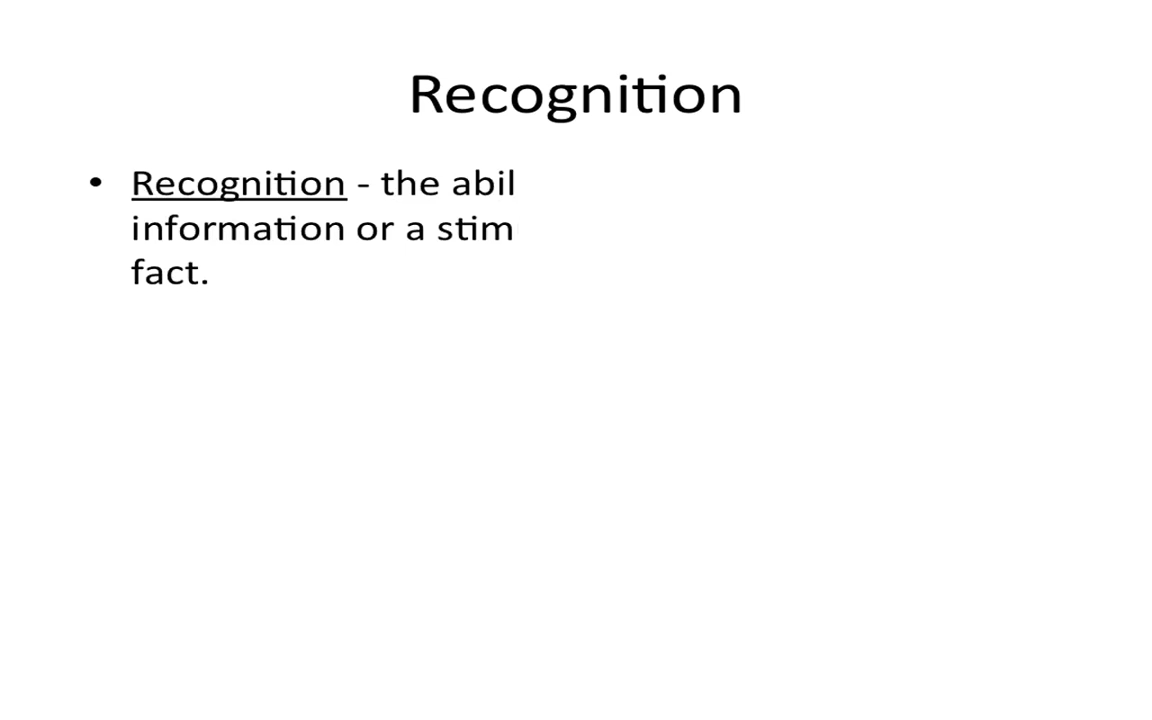 Recognition
• Recognition - the abil
information or a stim
fact.